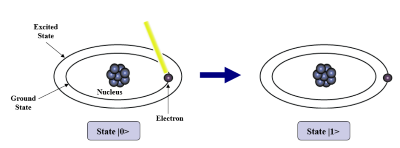 Excited
State
Ground
State
Nucleus
Electron
State |0>
State |1>